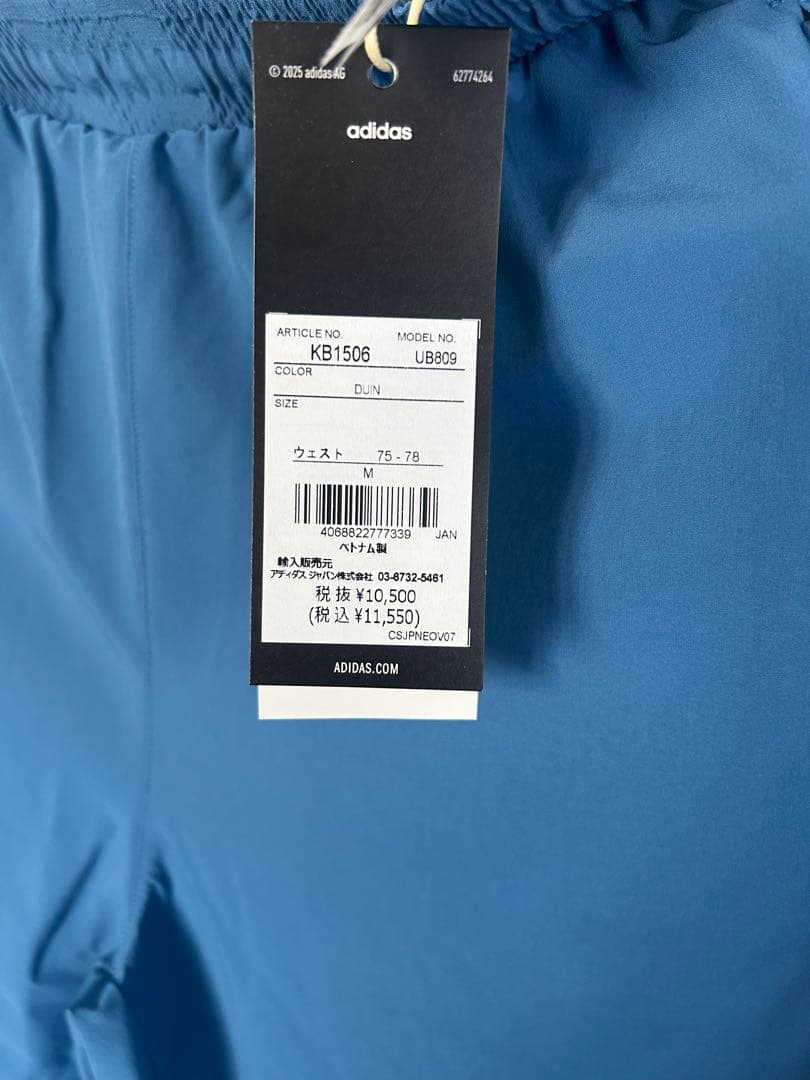 © 2025 adidas AG
62774264
adidas
ARTICLE NO.
MODEL NO.
KB1506
UB809
COLOR
DUIN
SIZE
ウェスト 75 - 78
M
4068822777339 JAN
ベトナム製
輸入販売元
アディダス ジャパン株式会社 03-6732-5461
税 抜 ¥10,500
(税 込 ¥11,550)
CSJPNEOV07
ADIDAS.COM